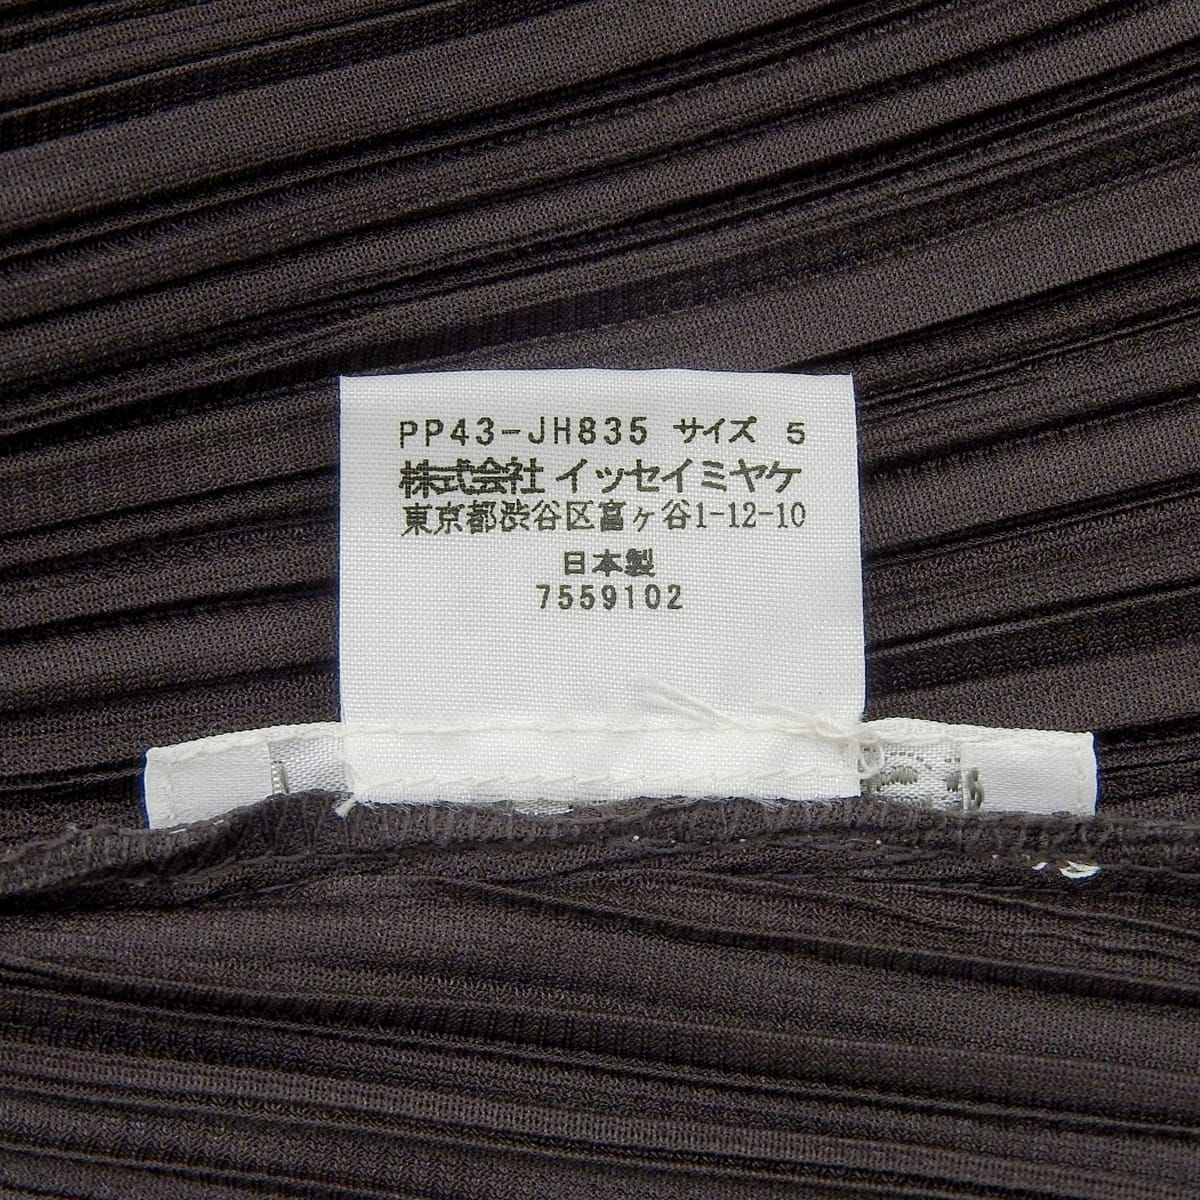 PP43-JH835 サイズ 5
株式会社 イッセイミヤケ
東京都渋谷区富ヶ谷1-12-10
日本製
7559102